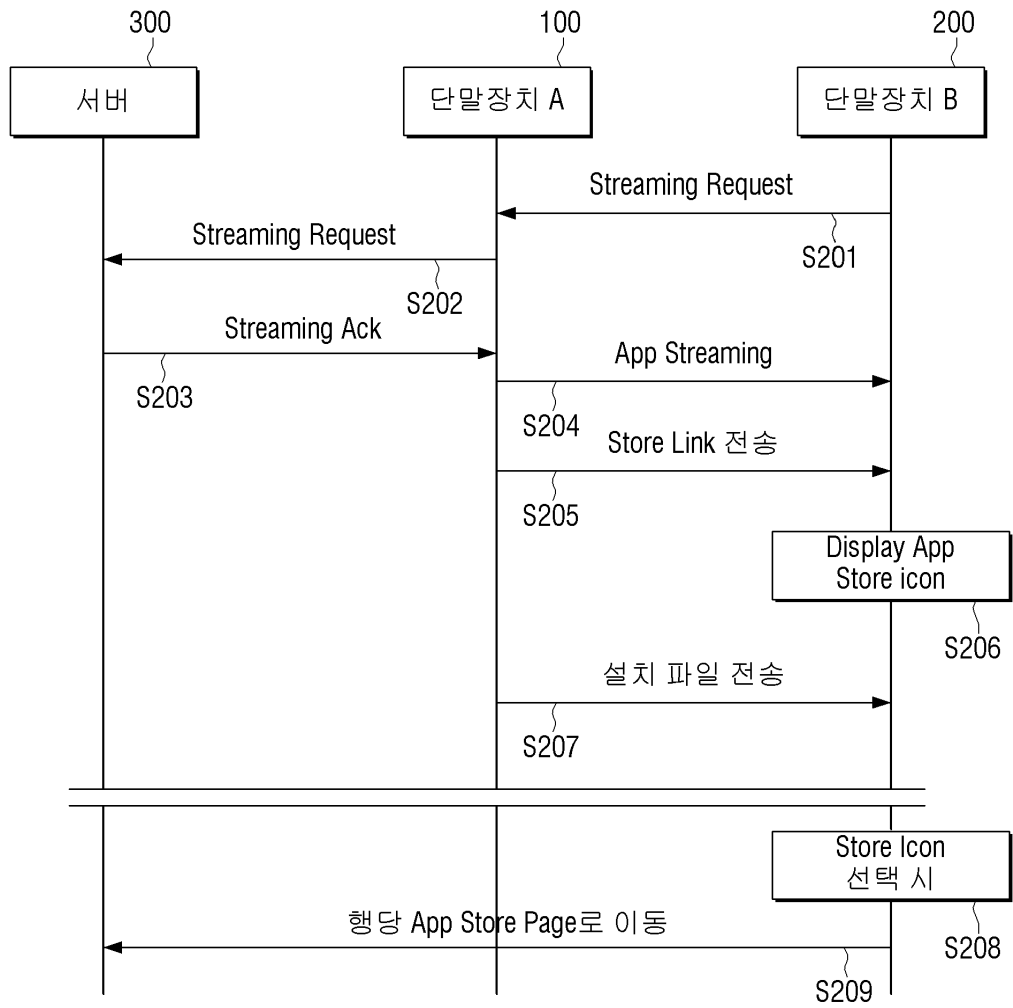 300
100
200
서버
단말장치 A
단말장치 B
Streaming Request
S201
Streaming Request
S202
Streaming Ack
S203
App Streaming
S204
Store Link 전송
S205
Display App
Store icon
S206
설치 파일 전송
S207
Store Icon
선택 시
S208
행당 App Store Page로 이동
S209